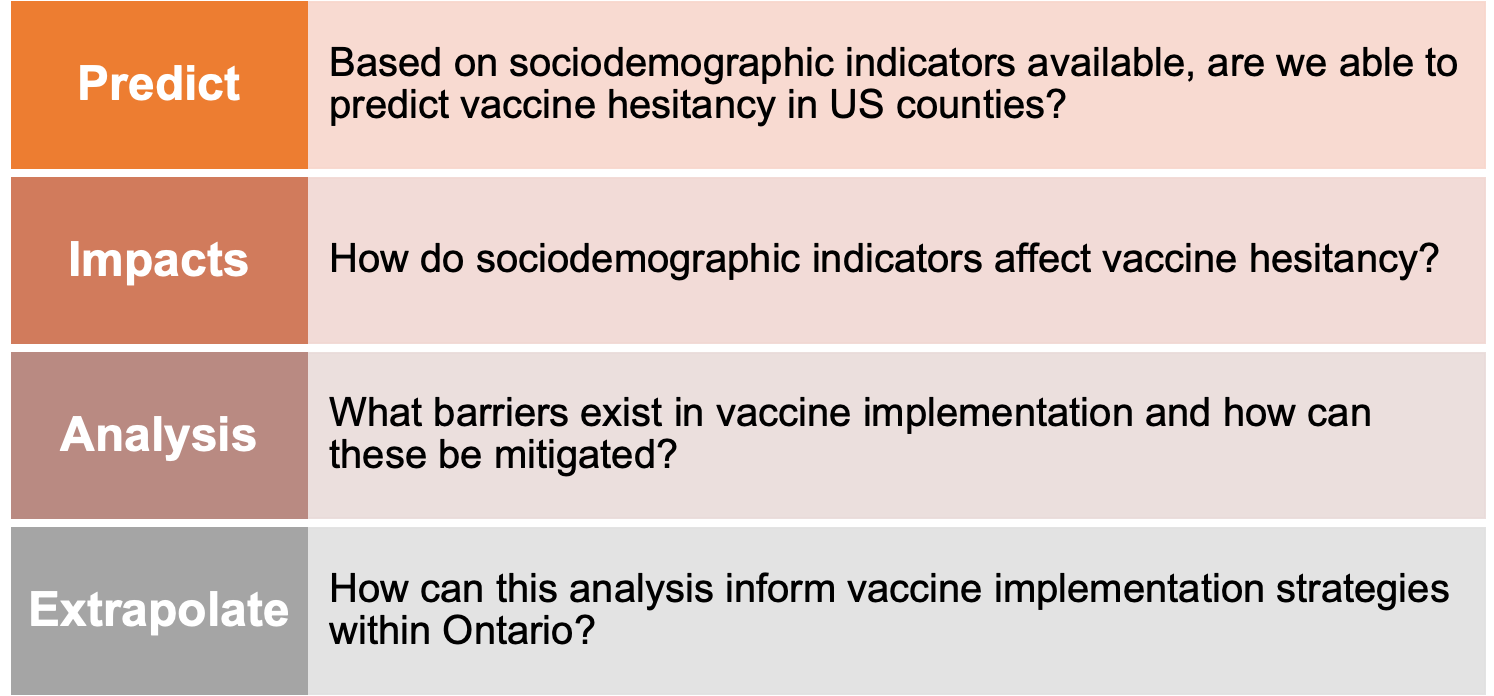 Predict
Based on sociodemographic indicators available, are we able to
predict vaccine hesitancy in US counties?
Impacts
How do sociodemographic indicators affect vaccine hesitancy?
Analysis
What barriers exist in vaccine implementation and how can
these be mitigated?
Extrapolate
How can this analysis inform vaccine implementation strategies
within Ontario?